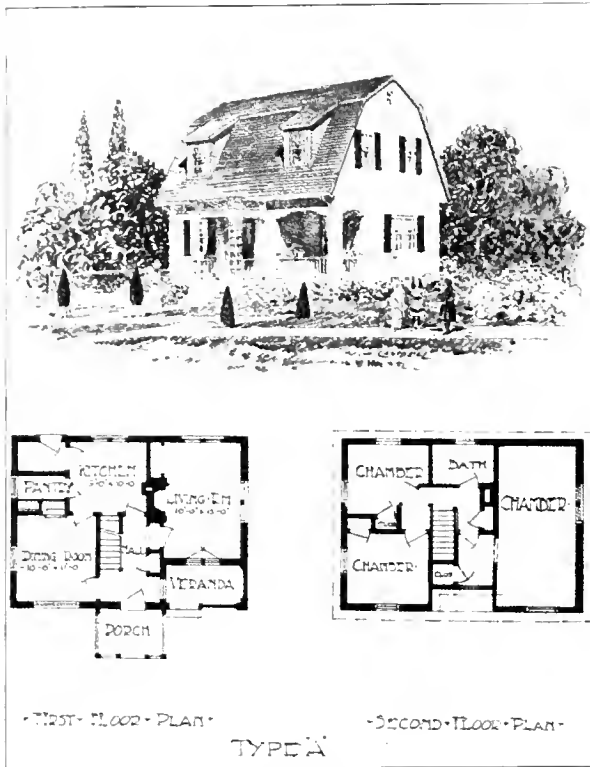 KITCHEN
PANTRY
LIVING·RM
DINING ROOM
HALL
VERANDA
PORCH
CHAMBER
BATH
CHAMBER·
CHAMBER·
CLOS
·FIRST·FLOOR·PLAN·
·SECOND·FLOOR·PLAN·
TYPE "A"